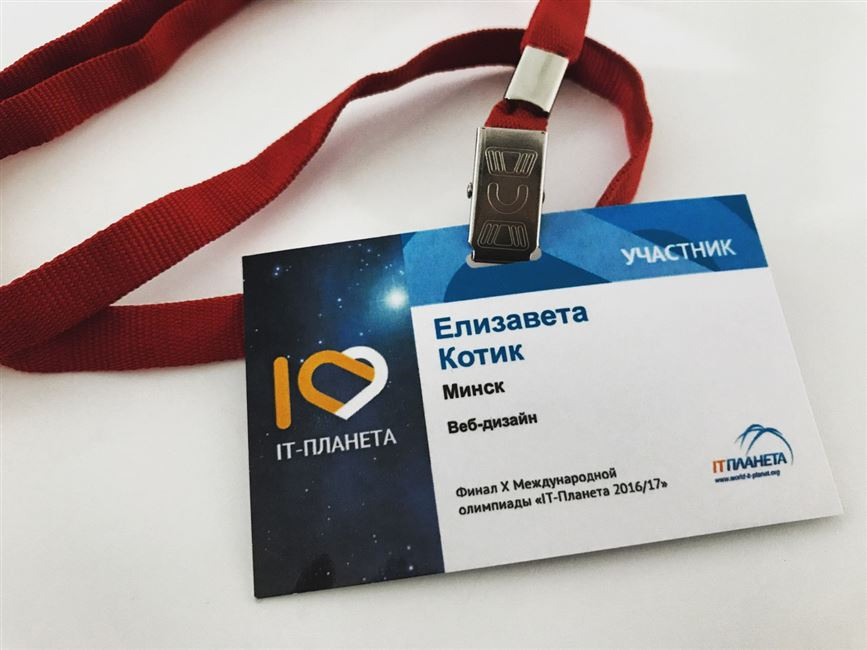 УЧАСТНИК
Елизавета
Котик
Минск
Веб-дизайн
Финал X Международной
олимпиады «IT-Планета 2016/17»
IT-ПЛАНЕТА
ITПЛАНЕТА
www.world-it-planet.org